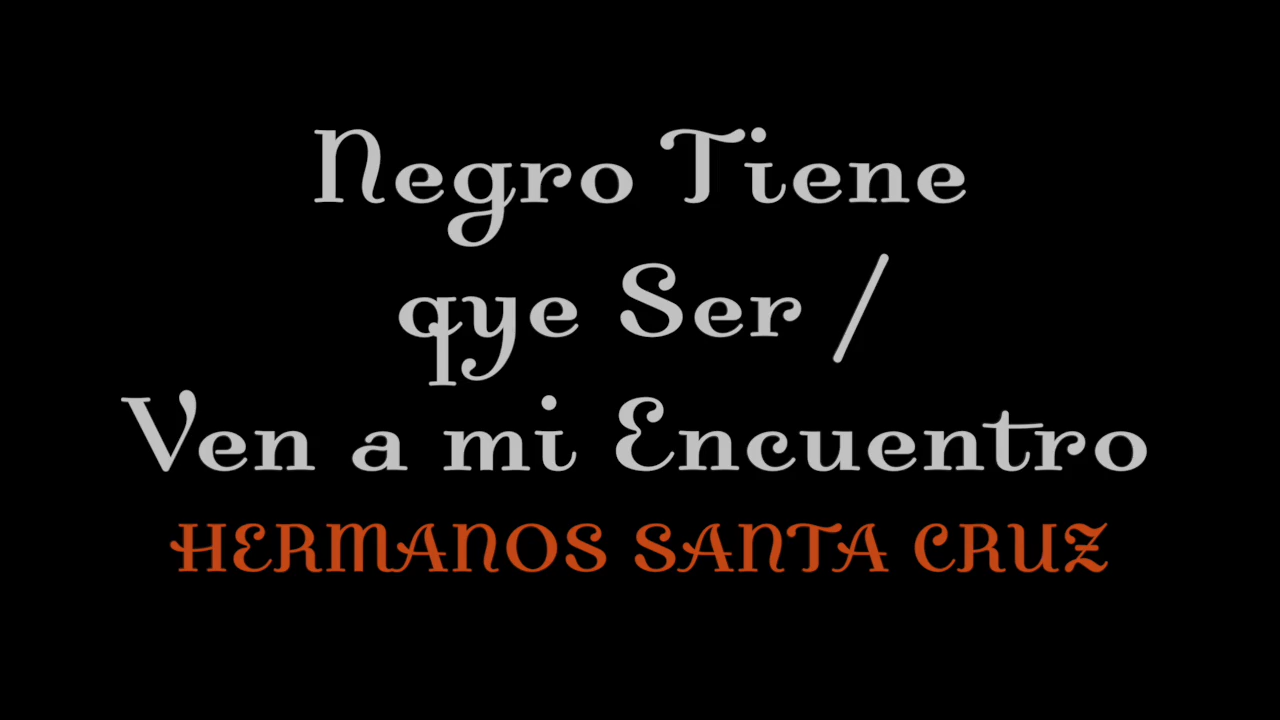 Negro Tiene
qye Ser /
Ven a mi Encuentro
HERMANOS SANTA CRUZ